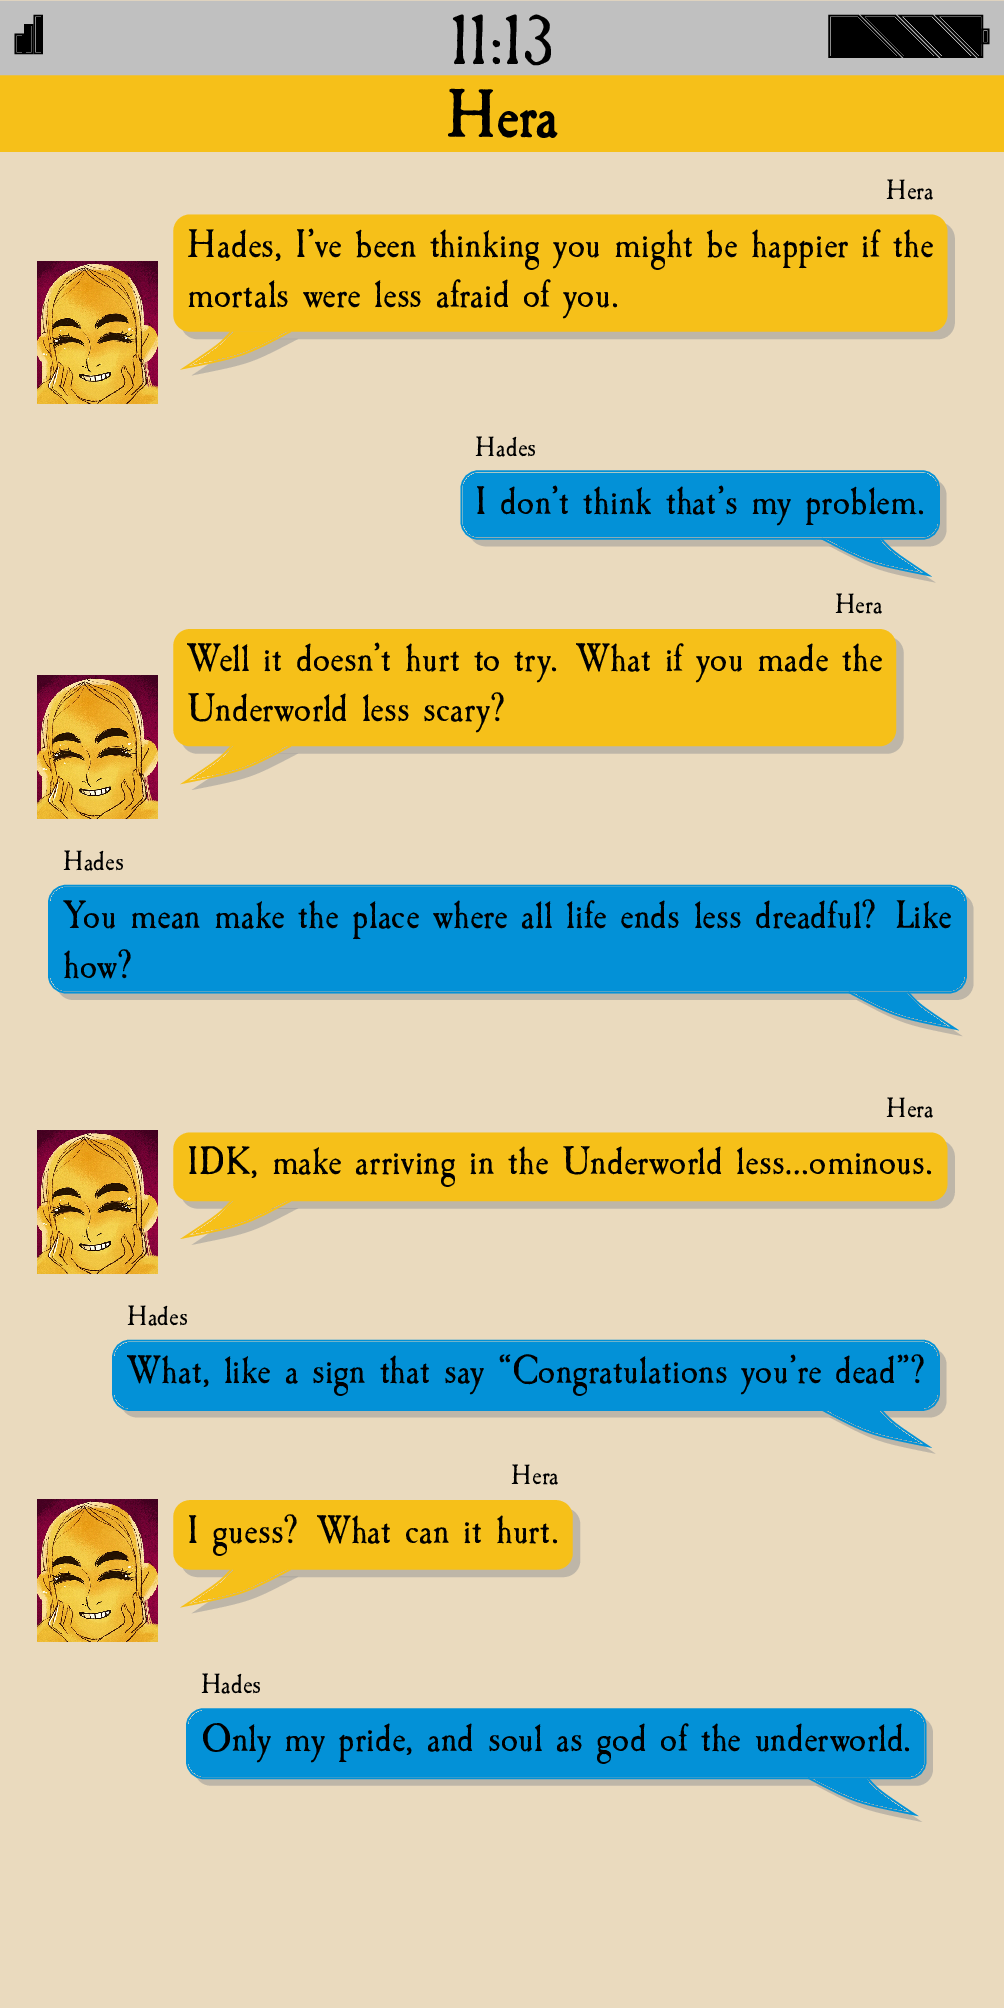 11:13
Hera
Hera
Hades, I’ve been thinking you might be happier if the
mortals were less afraid of you.
Hades
I don’t think that’s my problem.
Hera
Well it doesn’t hurt to try. What if you made the
Underworld less scary?
Hades
You mean make the place where all life ends less dreadful? Like
how?
Hera
IDK, make arriving in the Underworld less...ominous.
Hades
What, like a sign that say “Congratulations you’re dead”?
Hera
I guess? What can it hurt.
Hades
Only my pride, and soul as god of the underworld.